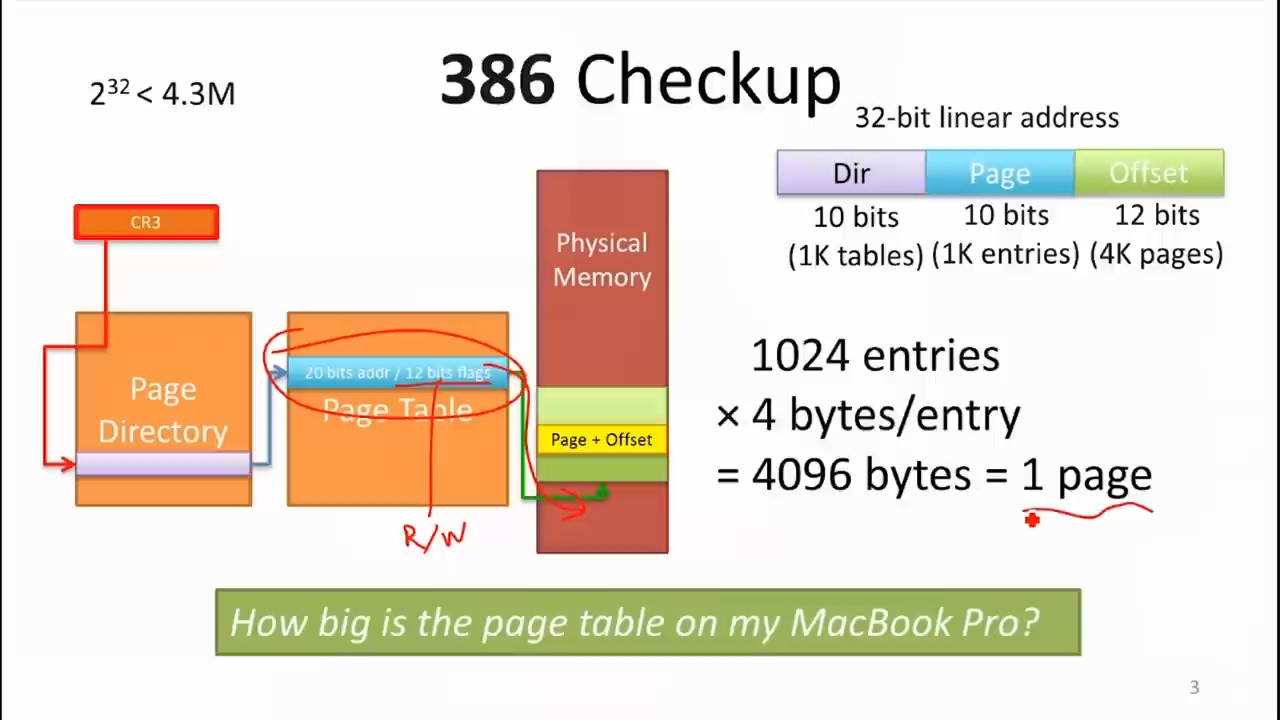 386 Checkup
2³² < 4.3M
32-bit linear address
Dir
Page
Offset
10 bits
10 bits
12 bits
(1K tables)
(1K entries)
(4K pages)
CR3
Physical
Memory
Page
Directory
20 bits addr / 12 bits flags
Page Table
Page + Offset
R/W
1024 entries
× 4 bytes/entry
= 4096 bytes = 1 page
How big is the page table on my MacBook Pro?
3